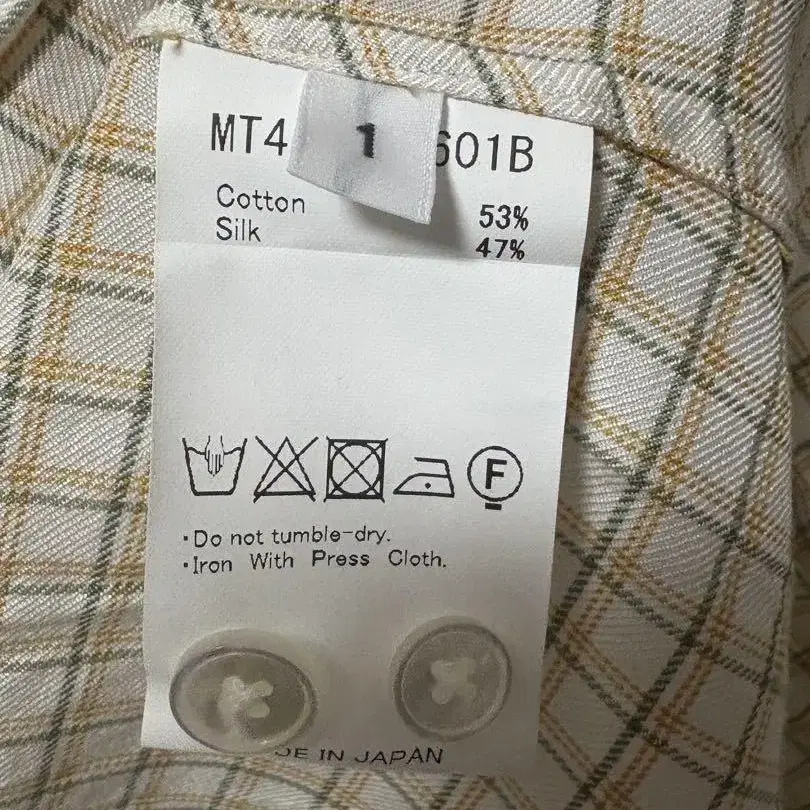 MT4 1 601B
Cotton 53%
Silk 47%
F
·Do not tumble-dry.
·Iron With Press Cloth.
DE IN JAPAN